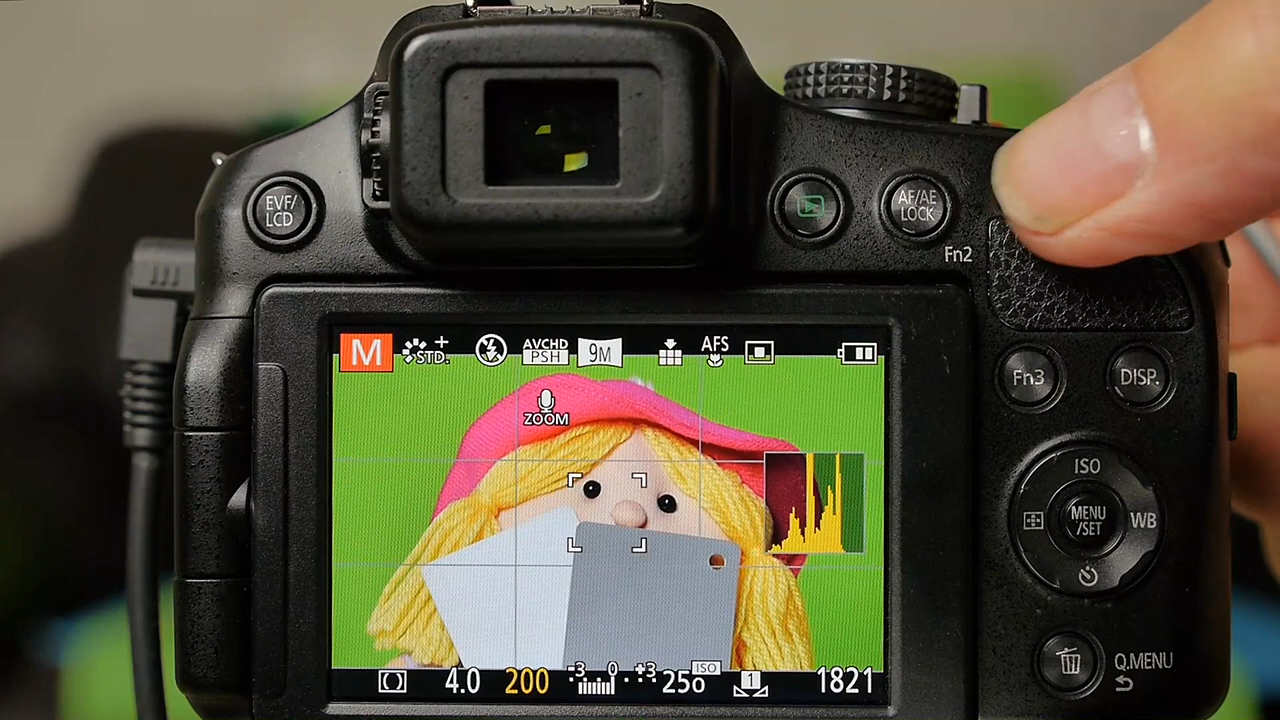 EVF/
LCD
AF/AE
LOCK
Fn2
M
STD.
AVCHD
PSH
9M
AFS
ZOOM
Fn3
DISP.
ISO
MENU
/SET
WB
4.0
200
-3 0 +3
ISO
250
1
1821
Q.MENU